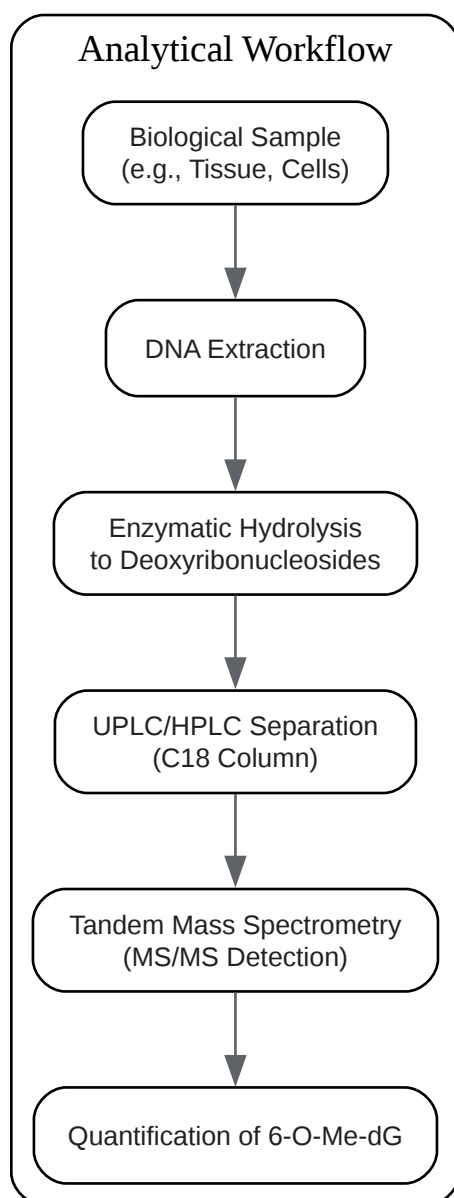 Analytical Workflow
Biological Sample
(e.g., Tissue, Cells)
DNA Extraction
Enzymatic Hydrolysis
to Deoxyribonucleosides
UPLC/HPLC Separation
(C18 Column)
Tandem Mass Spectrometry
(MS/MS Detection)
Quantification of 6-O-Me-dG